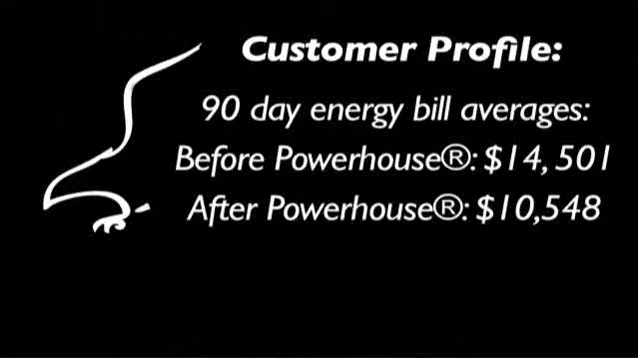 Customer Profile:
90 day energy bill averages:
Before Powerhouse®: $14, 501
After Powerhouse®: $10,548